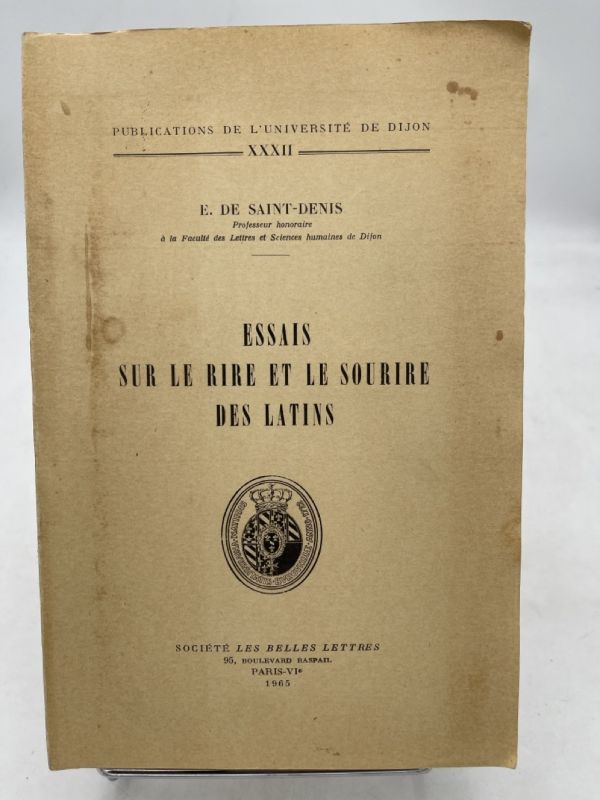 PUBLICATIONS DE L'UNIVERSITÉ DE DIJON
XXXII
E. DE SAINT-DENIS
Professeur honoraire
à la Faculté des Lettres et Sciences humaines de Dijon
ESSAIS
SUR LE RIRE ET LE SOURIRE
DES LATINS
SOCIÉTÉ LES BELLES LETTRES
95, BOULEVARD RASPAIL
PARIS-VIe
1965